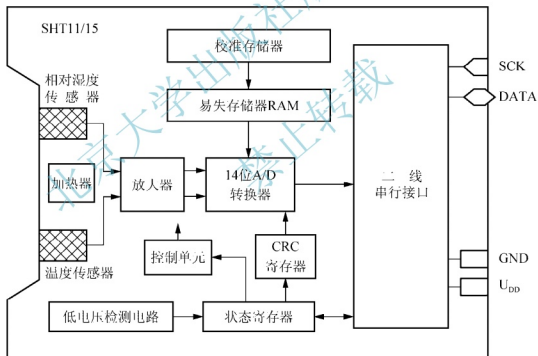 SHT11/15
校准存储器
相对湿度
传 感 器
易失存储器RAM
SCK
DATA
加热器
放人器
14位A/D
转换器
二 线
串行接口
控制单元
CRC
寄存器
温度传感器
GND
U_DD
低电压检测电路
状态寄存器
北京大学出版社
禁止转载